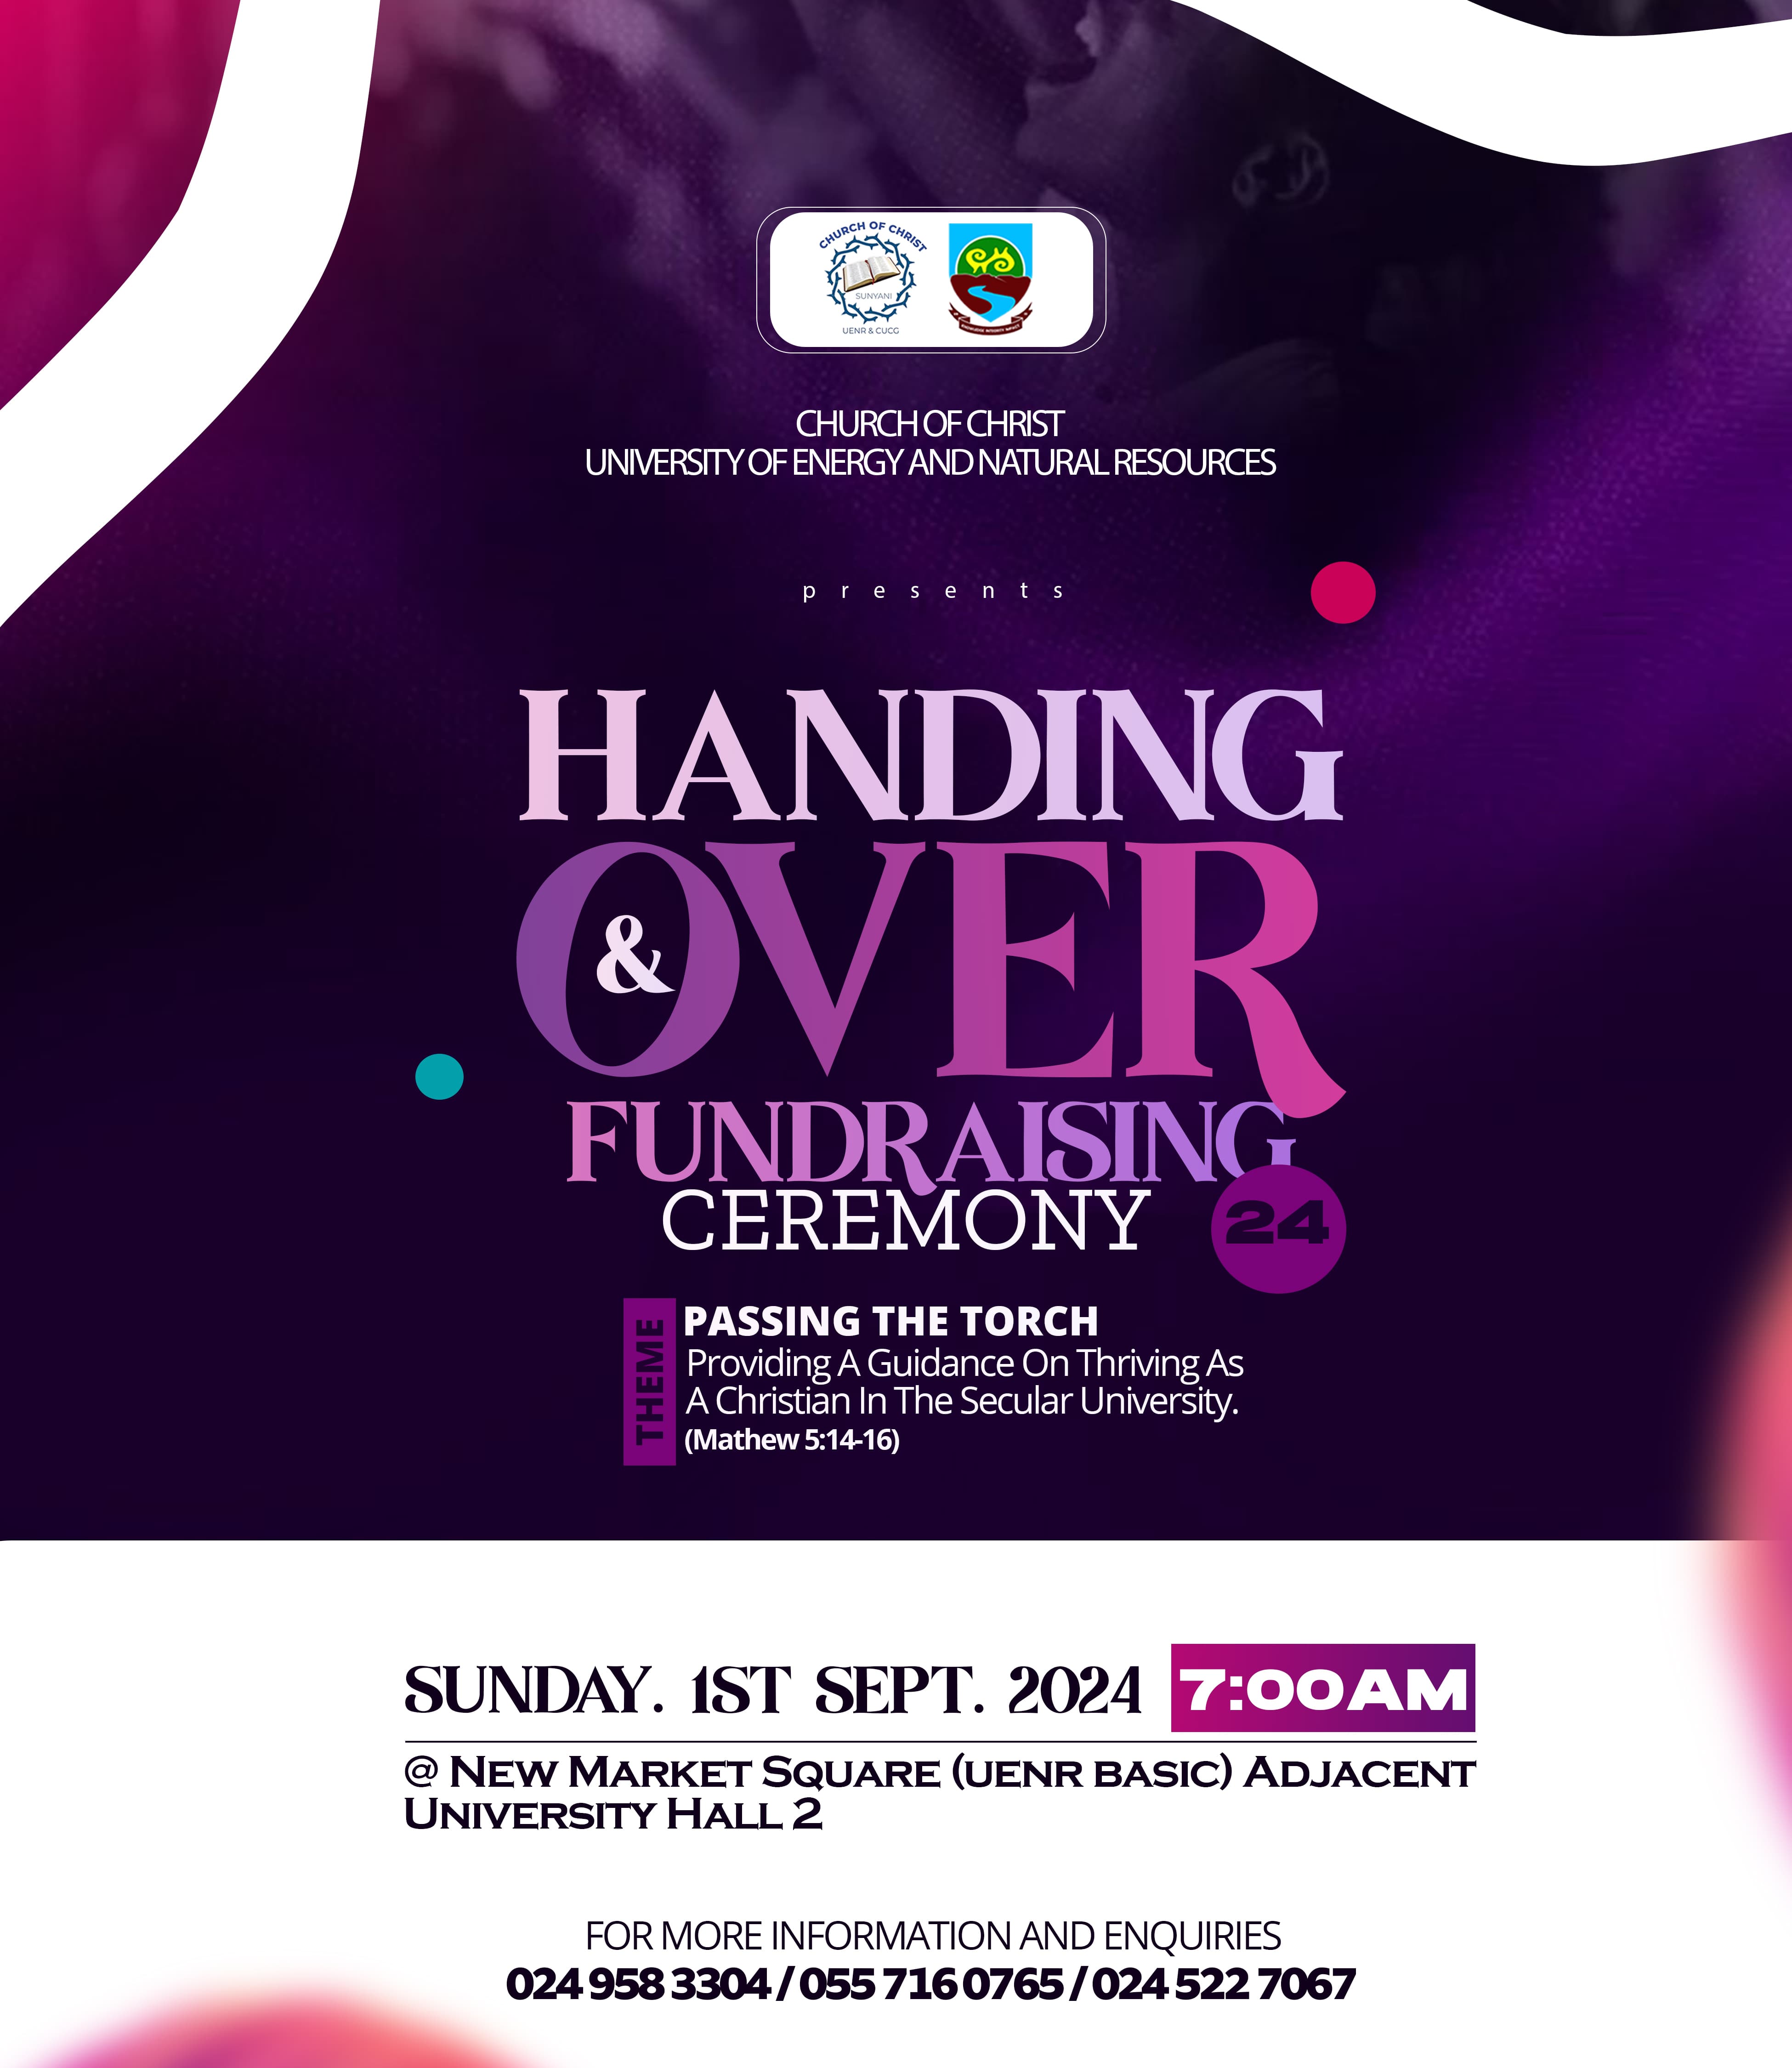 CHURCH OF CHRIST
SUNYANI
UENR & CUCG
KNOWLEDGE INTEGRITY IMPACT
CHURCH OF CHRIST
UNIVERSITY OF ENERGY AND NATURAL RESOURCES
presents
HANDING
OVER
&
FUNDRAISING
CEREMONY
24
THEME
PASSING THE TORCH
Providing A Guidance On Thriving As
A Christian In The Secular University.
(Mathew 5:14-16)
SUNDAY. 1ST SEPT. 2024
7:00AM
@ New Market Square (uenr basic) Adjacent
University Hall 2
FOR MORE INFORMATION AND ENQUIRIES
024 958 3304 / 055 716 0765 / 024 522 7067